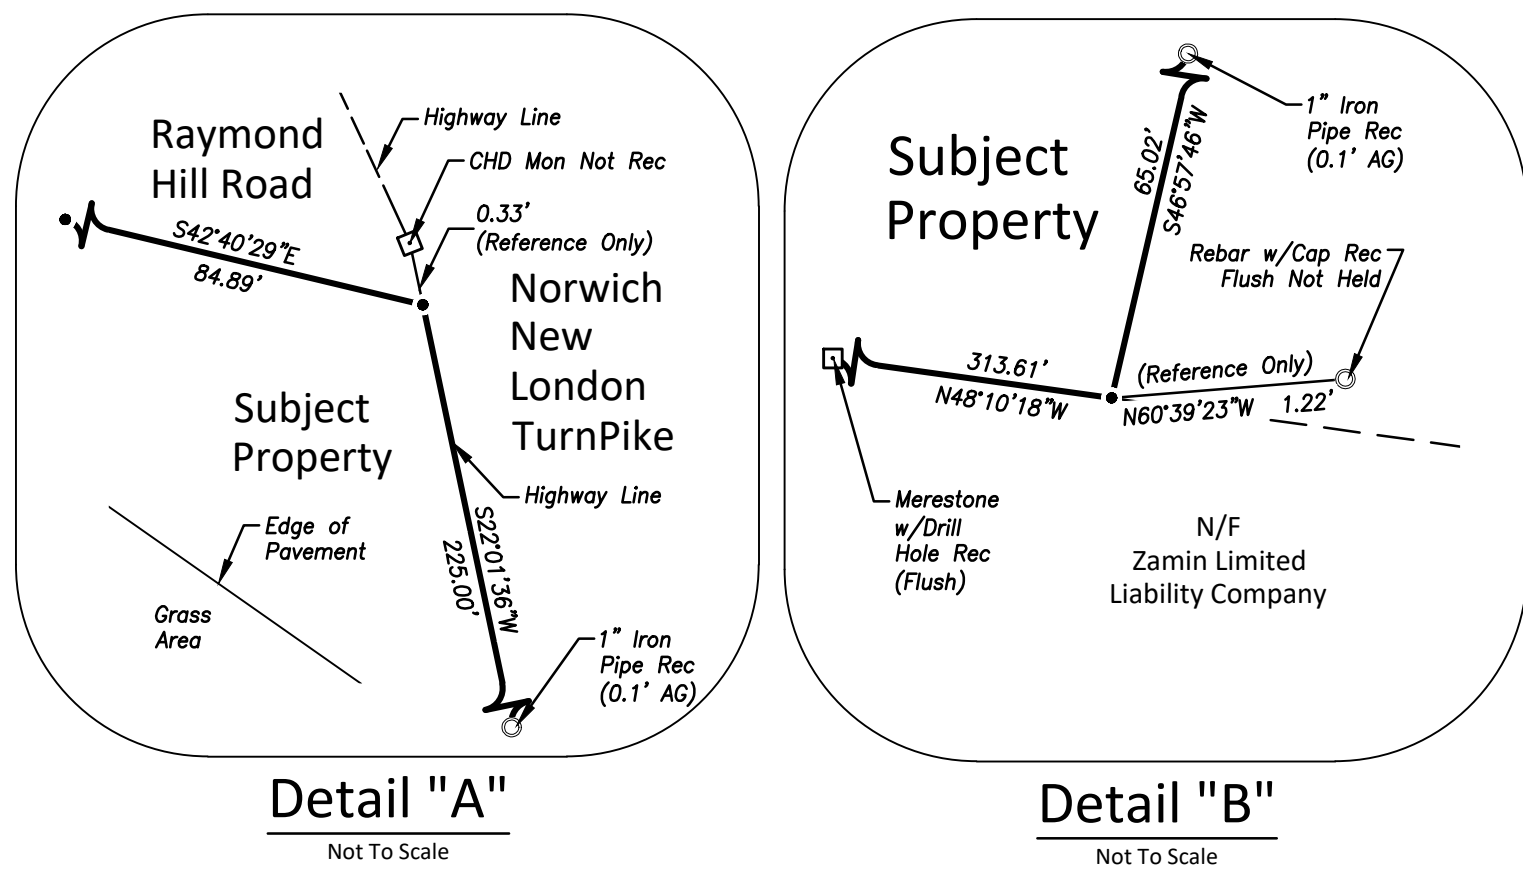 Raymond
Hill Road
Highway Line
CHD Mon Not Rec
0.33'
(Reference Only)
S42°40'29"E
84.89'
Norwich
New
London
TurnPike
Subject
Property
Highway Line
Edge of
Pavement
S22°01'36"W
225.00'
Grass
Area
1" Iron
Pipe Rec
(0.1' AG)
Detail "A"
Not To Scale
Subject
Property
65.02'
S46°57'46"W
1" Iron
Pipe Rec
(0.1' AG)
Rebar w/Cap Rec
Flush Not Held
313.61'
N48°10'18"W
(Reference Only)
N60°39'23"W
1.22'
Merestone
w/Drill
Hole Rec
(Flush)
N/F
Zamin Limited
Liability Company
Detail "B"
Not To Scale